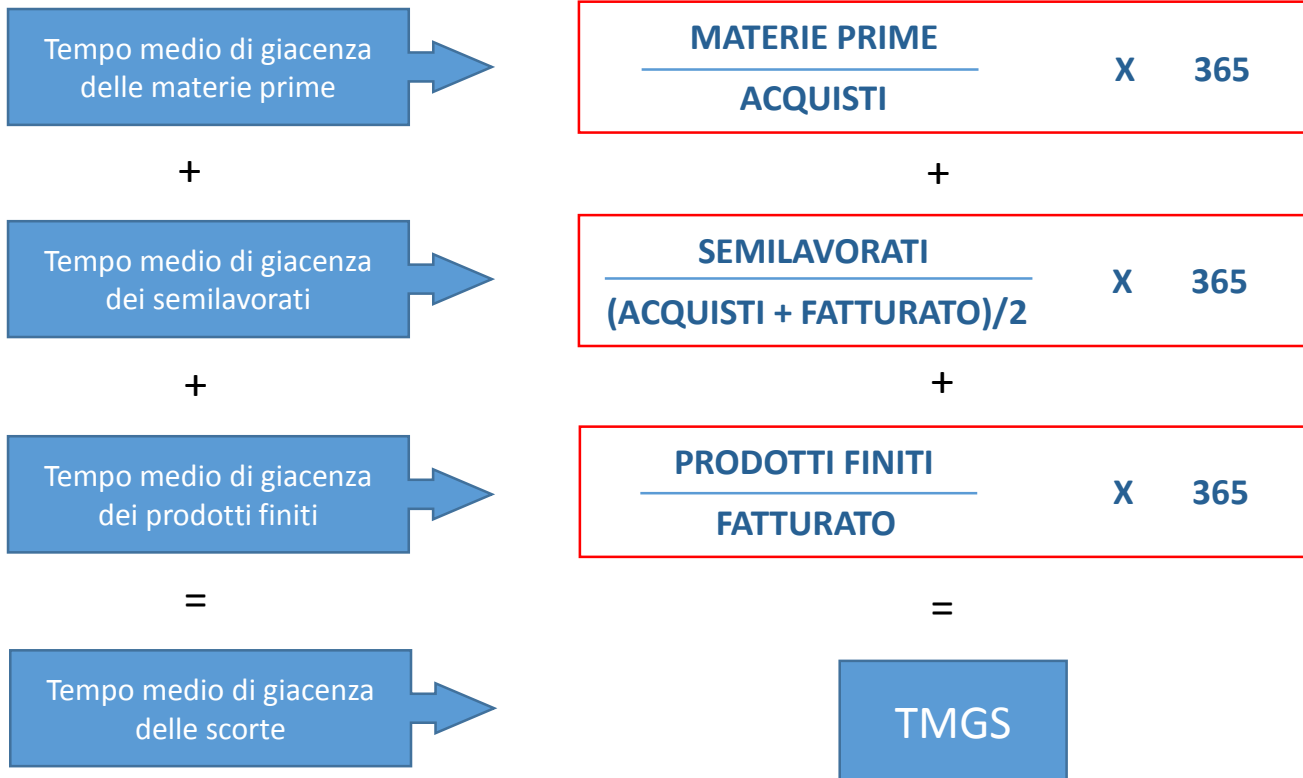 Tempo medio di giacenza
delle materie prime
MATERIE PRIME
ACQUISTI
X 365
+
+
Tempo medio di giacenza
dei semilavorati
SEMILAVORATI
(ACQUISTI + FATTURATO)/2
X 365
+
+
Tempo medio di giacenza
dei prodotti finiti
PRODOTTI FINITI
FATTURATO
X 365
=
=
Tempo medio di giacenza
delle scorte
TMGS